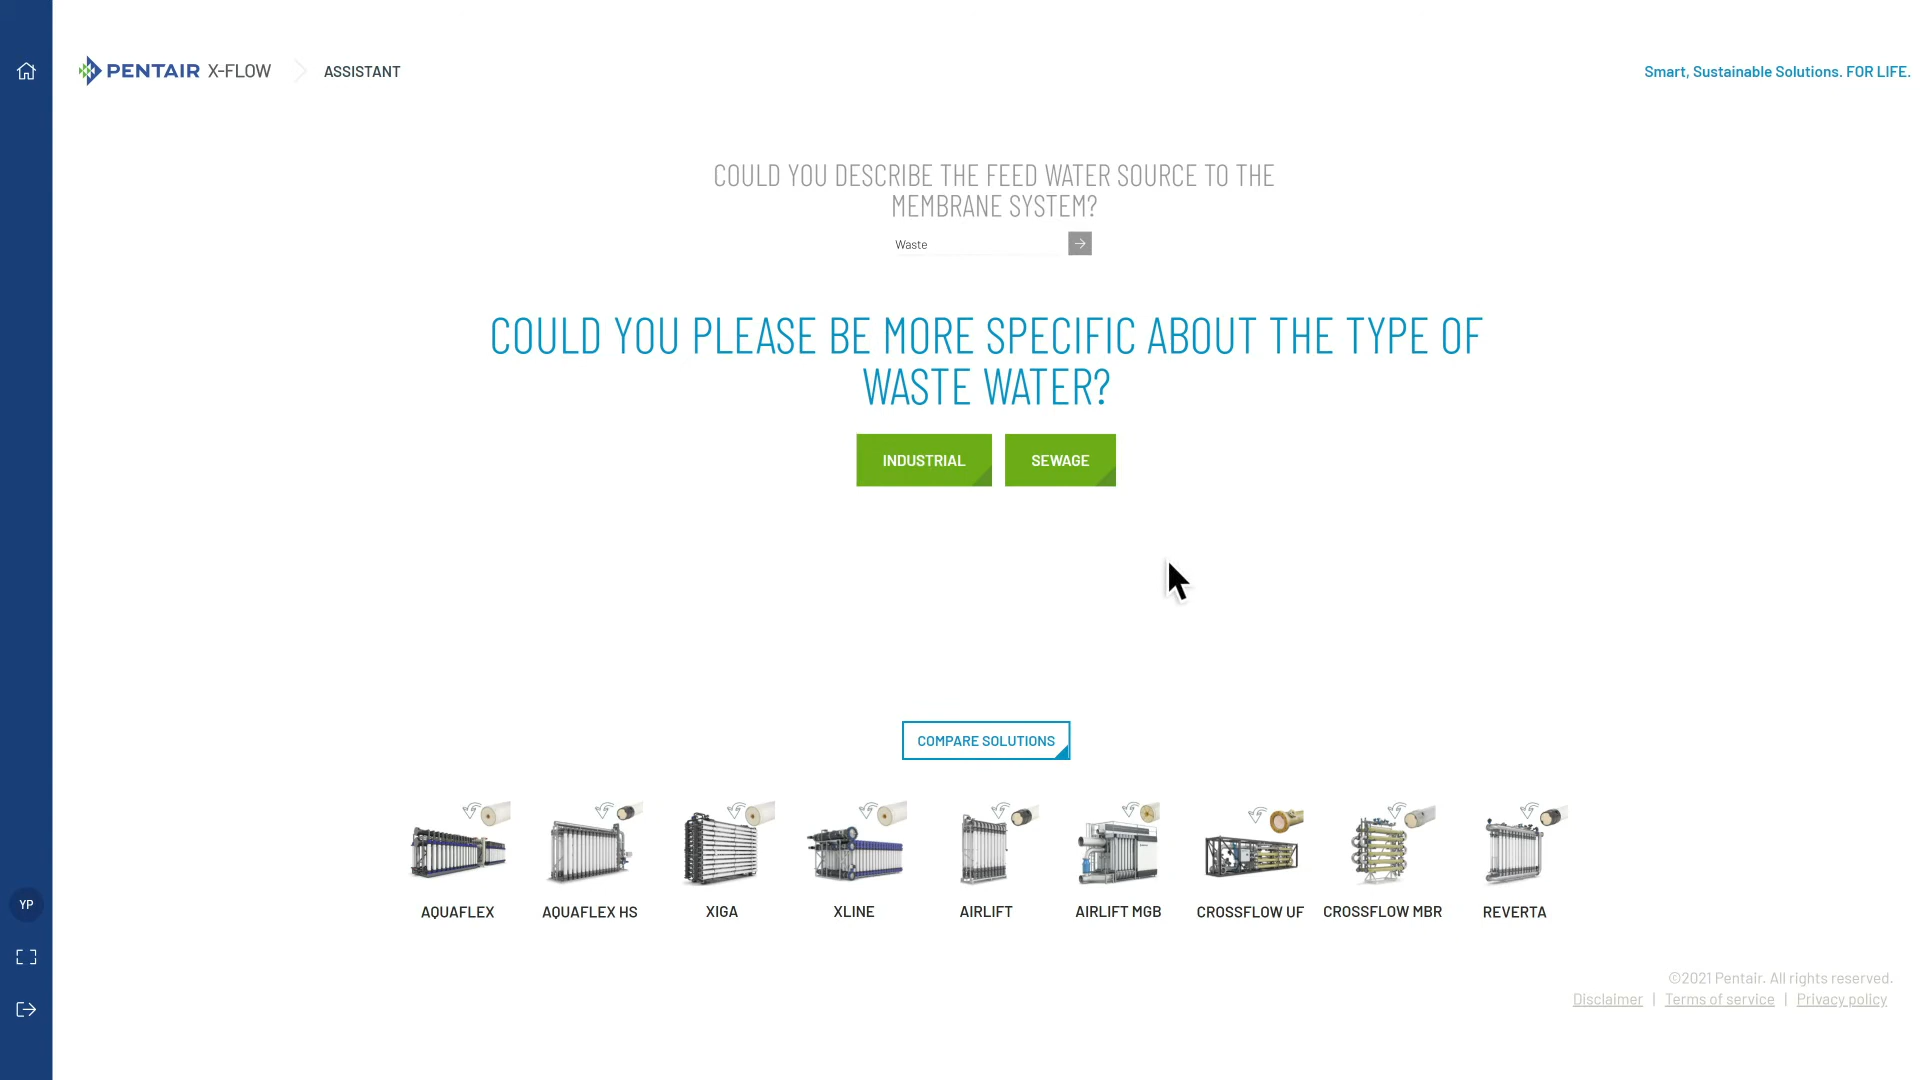 PENTAIR X-FLOW ASSISTANT
Smart, Sustainable Solutions. FOR LIFE.
COULD YOU DESCRIBE THE FEED WATER SOURCE TO THE
MEMBRANE SYSTEM?
Waste
COULD YOU PLEASE BE MORE SPECIFIC ABOUT THE TYPE OF
WASTE WATER?
INDUSTRIAL SEWAGE
COMPARE SOLUTIONS
AQUAFLEX AQUAFLEX HS XIGA XLINE AIRLIFT AIRLIFT MGB CROSSFLOW UF CROSSFLOW MBR REVERTA
YP
©2021 Pentair. All rights reserved.
Disclaimer | Terms of service | Privacy policy